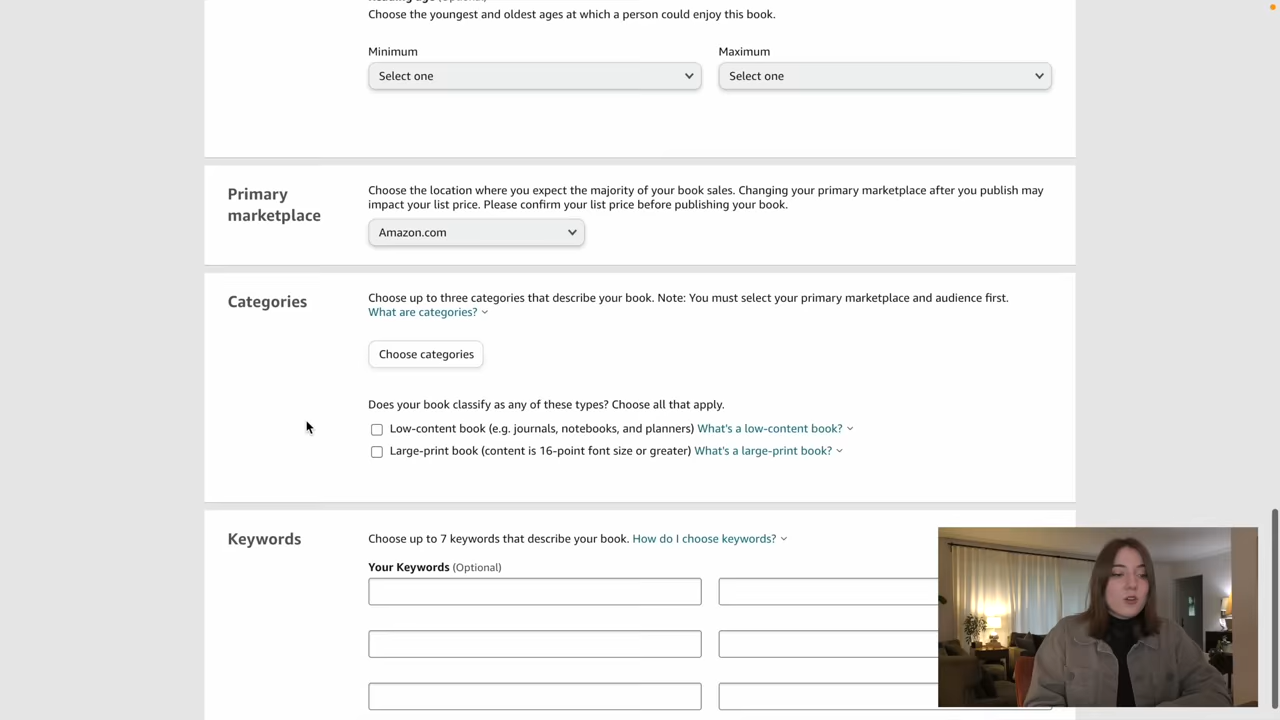 Choose the youngest and oldest ages at which a person could enjoy this book.
Minimum
Maximum
Select one
Select one
Primary
marketplace
Choose the location where you expect the majority of your book sales. Changing your primary marketplace after you publish may
impact your list price. Please confirm your list price before publishing your book.
Amazon.com
Categories
Choose up to three categories that describe your book. Note: You must select your primary marketplace and audience first.
What are categories?
Choose categories
Does your book classify as any of these types? Choose all that apply.
Low-content book (e.g. journals, notebooks, and planners) What's a low-content book?
Large-print book (content is 16-point font size or greater) What's a large-print book?
Keywords
Choose up to 7 keywords that describe your book. How do I choose keywords?
Your Keywords (Optional)